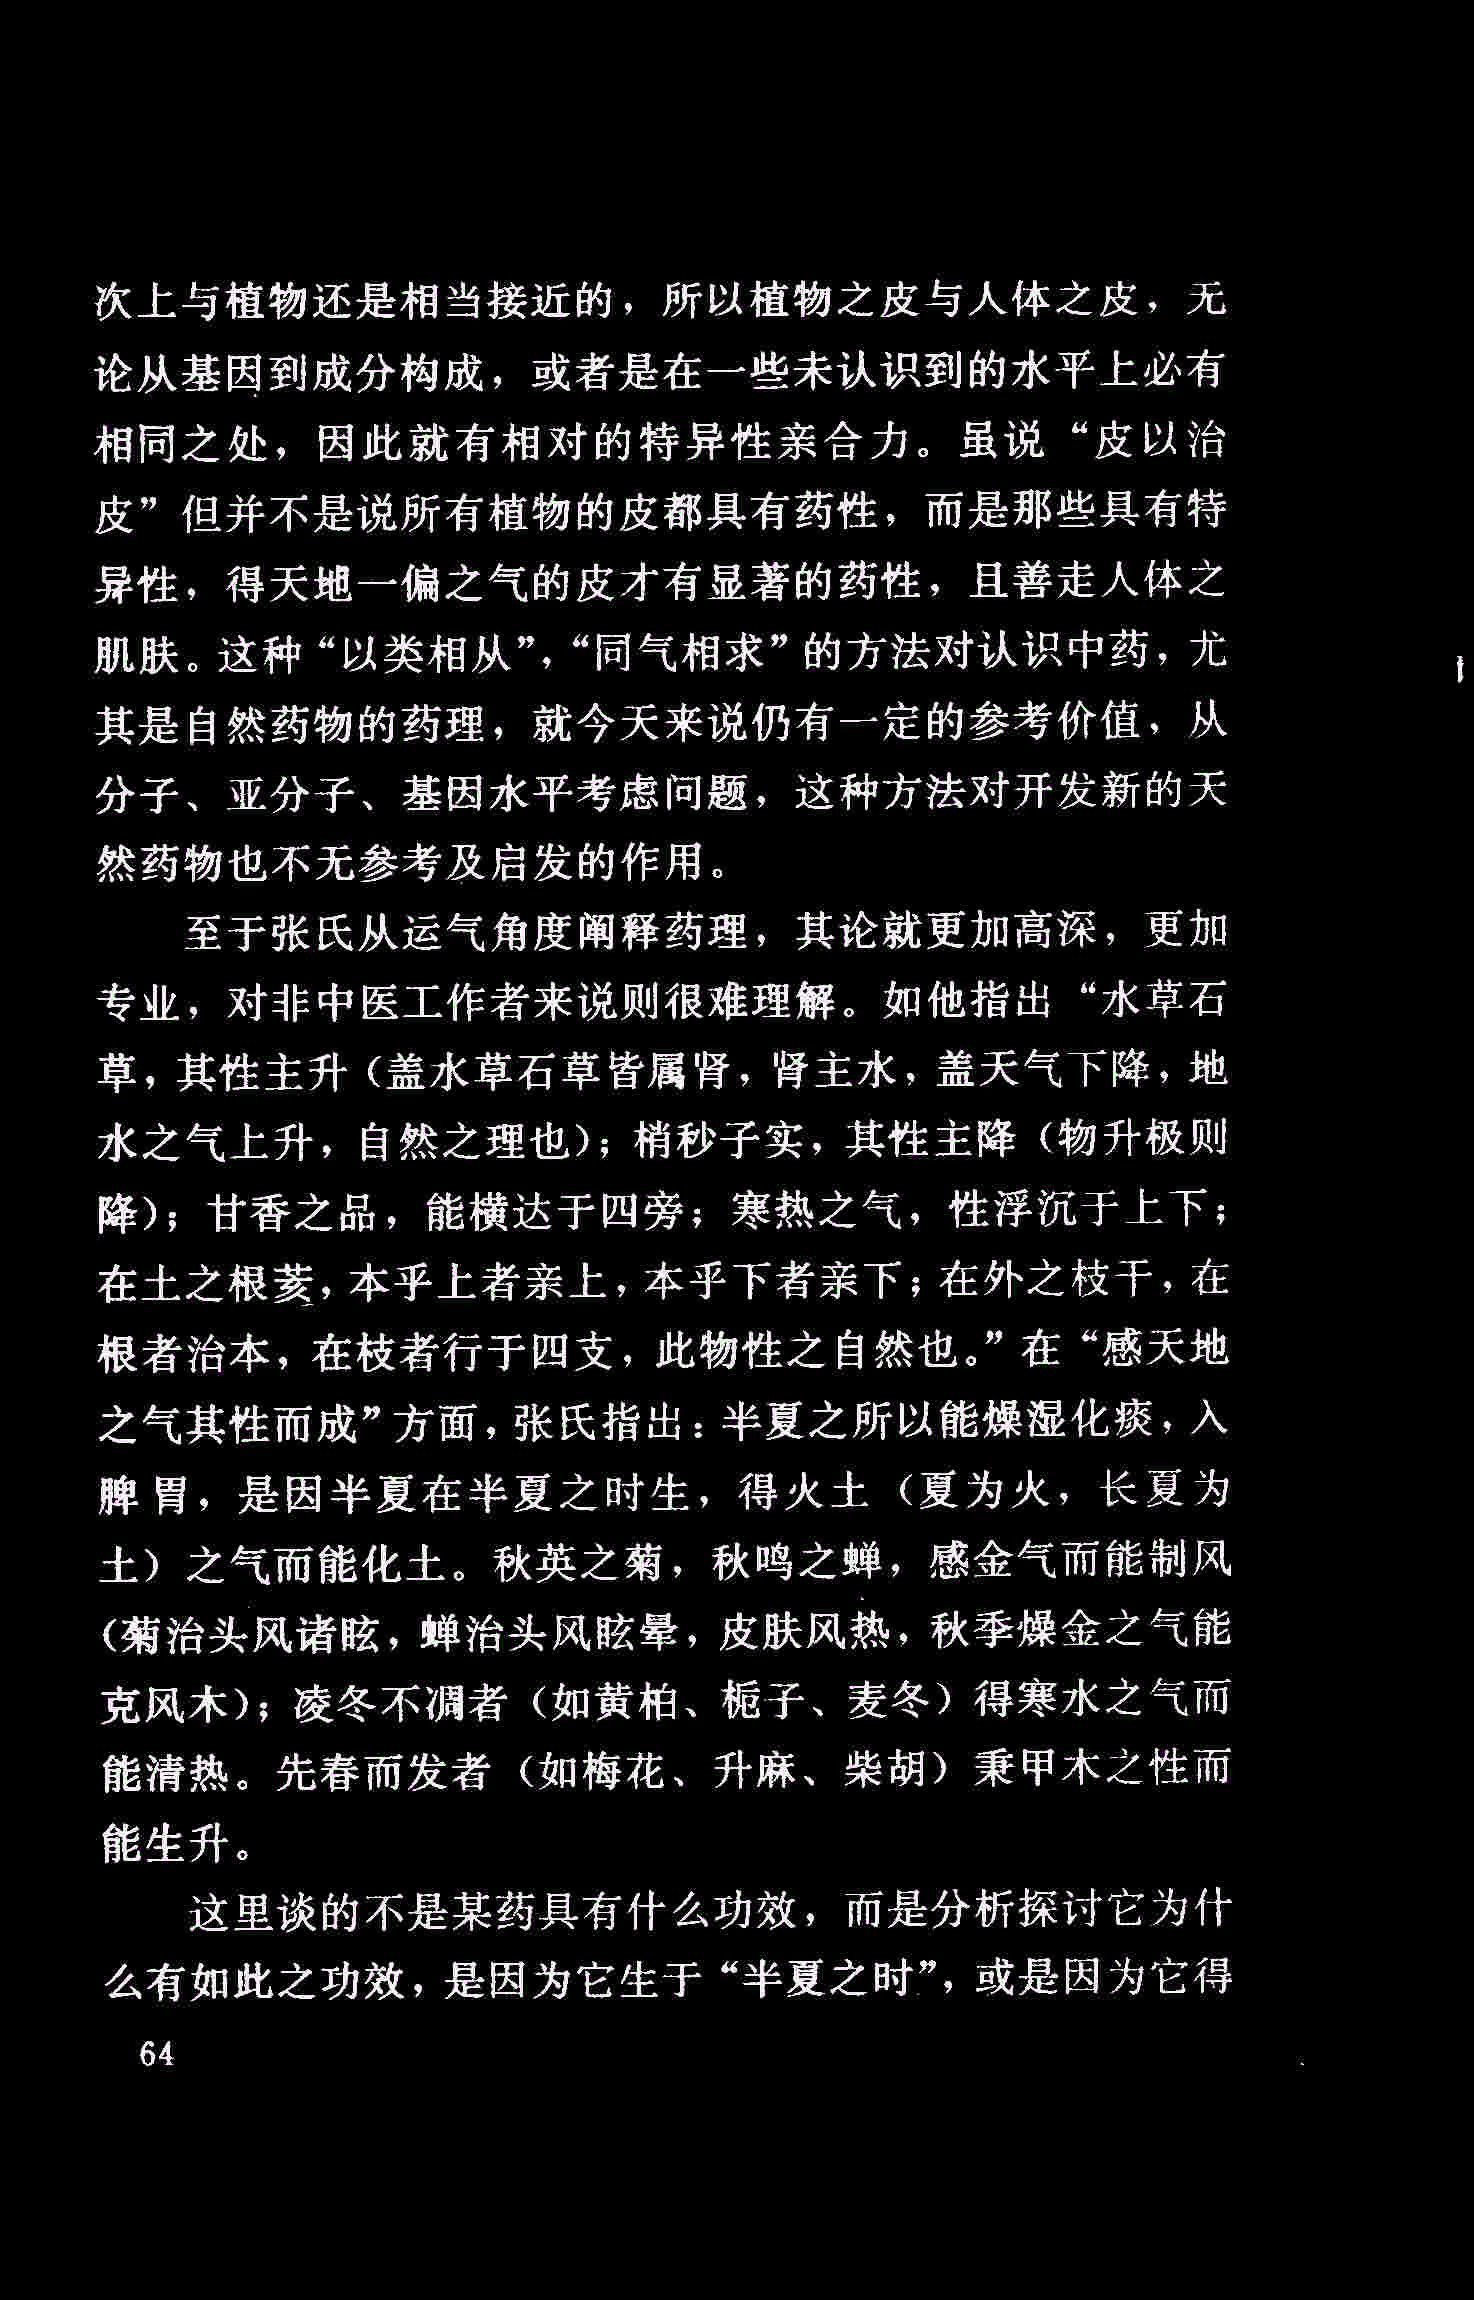 次上与植物还是相当接近的，所以植物之皮与人体之皮，无
论从基因到成分构成，或者是在一些未认识到的水平上必有
相同之处，因此就有相对的特异性亲合力。虽说“皮以治
皮”但并不是说所有植物的皮都具有药性，而是那些具有特
异性，得天地一偏之气的皮才有显著的药性，且善走人体之
肌肤。这种“以类相从”，“同气相求”的方法对认识中药，尤
其是自然药物的药理，就今天来说仍有一定的参考价值，从
分子、亚分子、基因水平考虑问题，这种方法对开发新的天
然药物也不无参考及启发的作用。
至于张氏从运气角度阐释药理，其论就更加高深，更加
专业，对非中医工作者来说则很难理解。如他指出“水草石
草，其性主升（盖水草石草皆属肾，肾主水，盖天气下降，地
水之气上升，自然之理也）；梢杪子实，其性主降（物升极则
降）；甘香之品，能横达于四旁；寒热之气，性浮沉于上下；
在土之根荄，本乎上者亲上，本乎下者亲下；在外之枝干，在
根者治本，在枝者行于四支，此物性之自然也。”在“感天地
之气其性而成”方面，张氏指出：半夏之所以能燥湿化痰，入
脾胃，是因半夏在半夏之时生，得火土（夏为火，长夏为
土）之气而能化土。秋英之菊，秋鸣之蝉，感金气而能制风
（菊治头风诸眩，蝉治头风眩晕，皮肤风热，秋季燥金之气能
克风木）；凌冬不凋者（如黄柏、栀子、麦冬）得寒水之气而
能清热。先春而发者（如梅花、升麻、柴胡）秉甲木之性而
能生升。
这里谈的不是某药具有什么功效，而是分析探讨它为什
么有如此之功效，是因为它生于“半夏之时”，或是因为它得
64